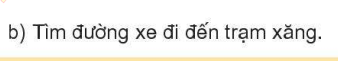 b) Tìm đường xe đi đến trạm xăng.